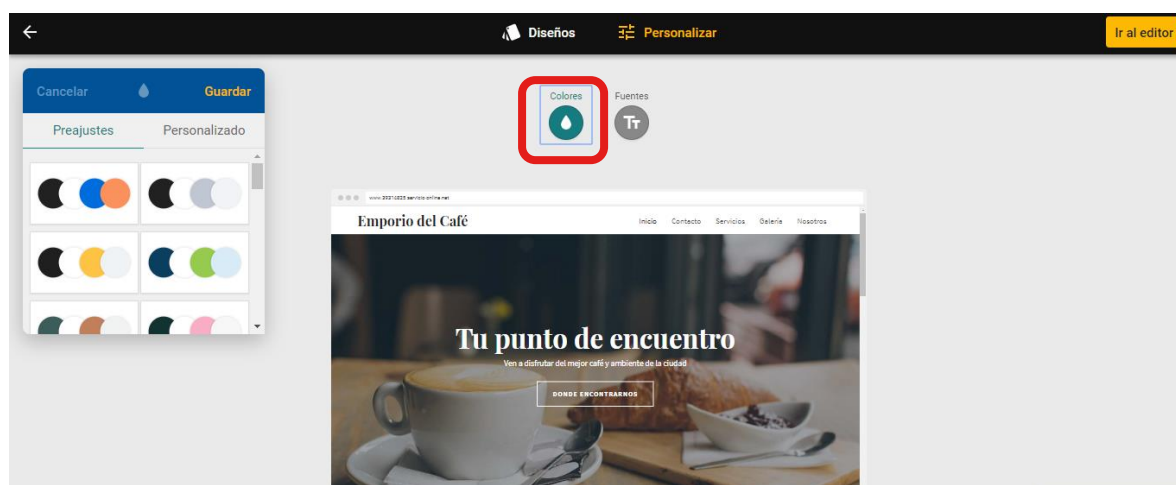 Diseños
Personalizar
Ir al editor
Cancelar
Guardar
Preajustes
Personalizado
Colores
Fuentes
Tт
Emporio del Café
Inicio Contacto Servicios Galería Nosotros
Tu punto de encuentro
Ven a disfrutar del mejor café y ambiente de la ciudad
DONDE ENCONTRARNOS